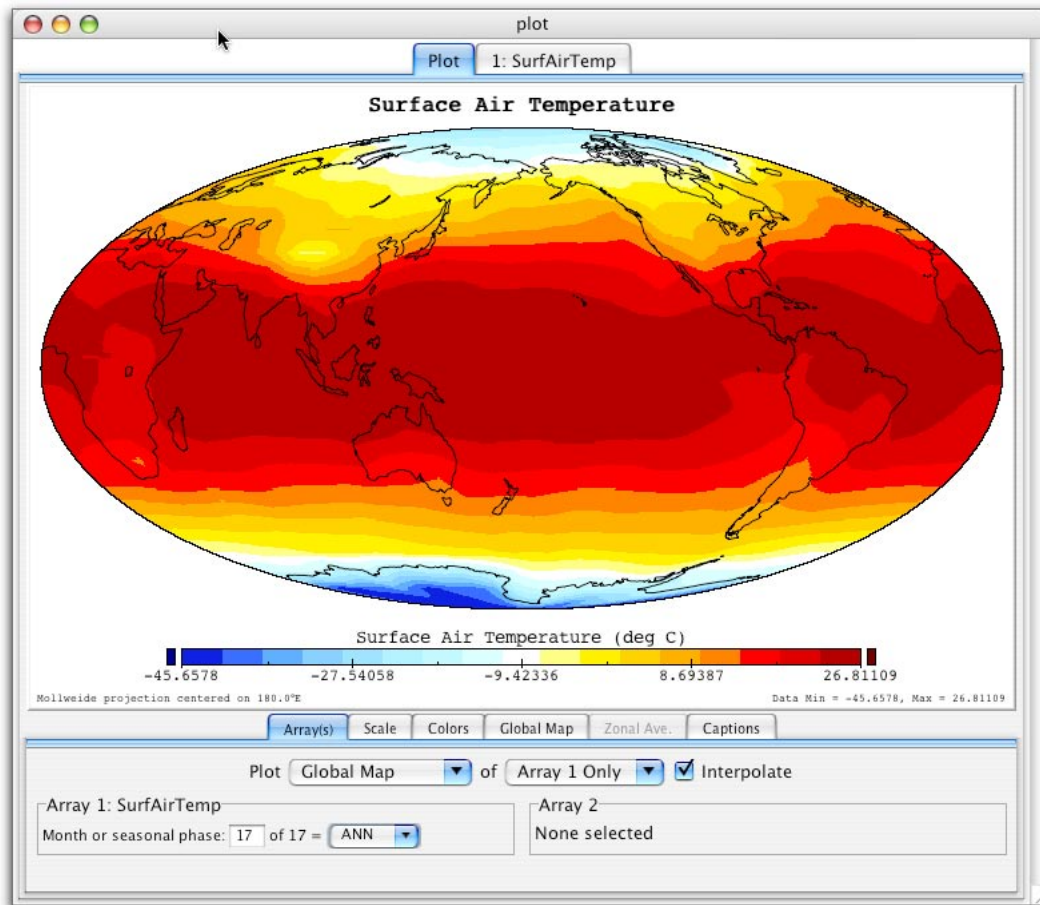 plot
Plot 1: SurfAirTemp
Surface Air Temperature
Surface Air Temperature (deg C)
-45.6578 -27.54058 -9.42336 8.69387 26.81109
Mollweide projection centered on 180.0°E Data Min = -45.6578, Max = 26.81109
Array(s) Scale Colors Global Map Zonal Ave. Captions
Plot Global Map of Array 1 Only Interpolate
Array 1: SurfAirTemp Array 2
Month or seasonal phase: 17 of 17 = ANN None selected